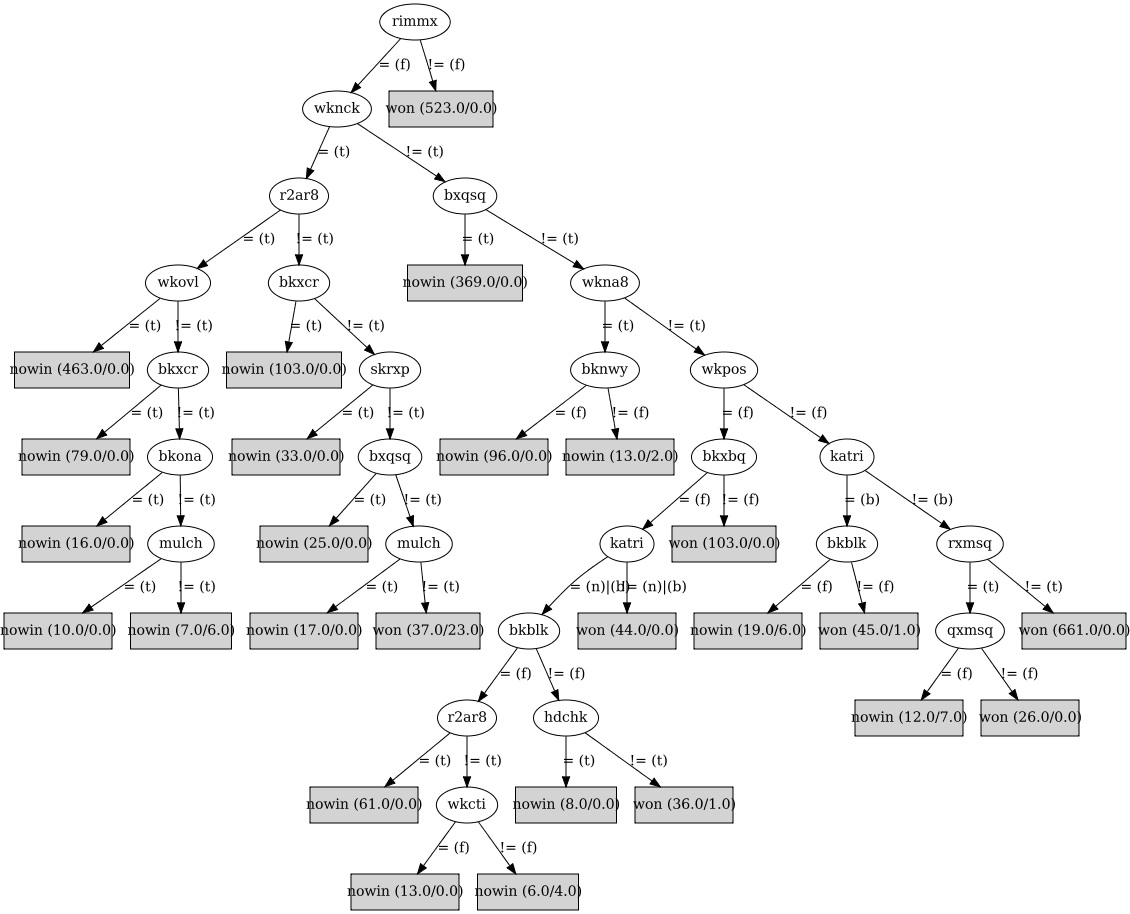 rimmx
= (f) != (f)
wknck won (523.0/0.0)
= (t) != (t)
r2ar8 bxqsq
= (t) != (t) = (t) != (t)
wkovl bkxcr nowin (369.0/0.0) wkna8
= (t) != (t) = (t) != (t) = (t) != (t)
nowin (463.0/0.0) bkxcr nowin (103.0/0.0) skrxp bknwy wkpos
= (t) != (t) = (t) != (t) = (f) != (f) = (f) != (f)
nowin (79.0/0.0) bkona nowin (33.0/0.0) bxqsq nowin (96.0/0.0) nowin (13.0/2.0) bkxbq katri
= (t) != (t) = (t) != (t) = (f) != (f) = (b) != (b)
nowin (16.0/0.0) mulch nowin (25.0/0.0) mulch katri won (103.0/0.0) bkblk rxmsq
= (t) != (t) = (t) != (t) = (n)|(b) != (n)|(b) = (f) != (f) = (t) != (t)
nowin (10.0/0.0) nowin (7.0/6.0) nowin (17.0/0.0) won (37.0/23.0) bkblk won (44.0/0.0) nowin (19.0/6.0) won (45.0/1.0) qxmsq won (661.0/0.0)
= (f) != (f) = (f) != (f)
r2ar8 hdchk nowin (12.0/7.0) won (26.0/0.0)
= (t) != (t) = (t) != (t)
nowin (61.0/0.0) wkcti nowin (8.0/0.0) won (36.0/1.0)
= (f) != (f)
nowin (13.0/0.0) nowin (6.0/4.0)